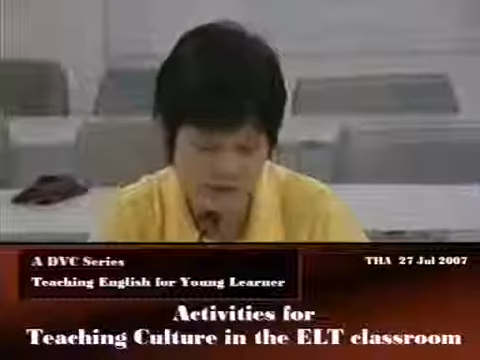 A DVC Series
THA 27 Jul 2007
Teaching English for Young Learner
Activities for
Teaching Culture in the ELT classroom